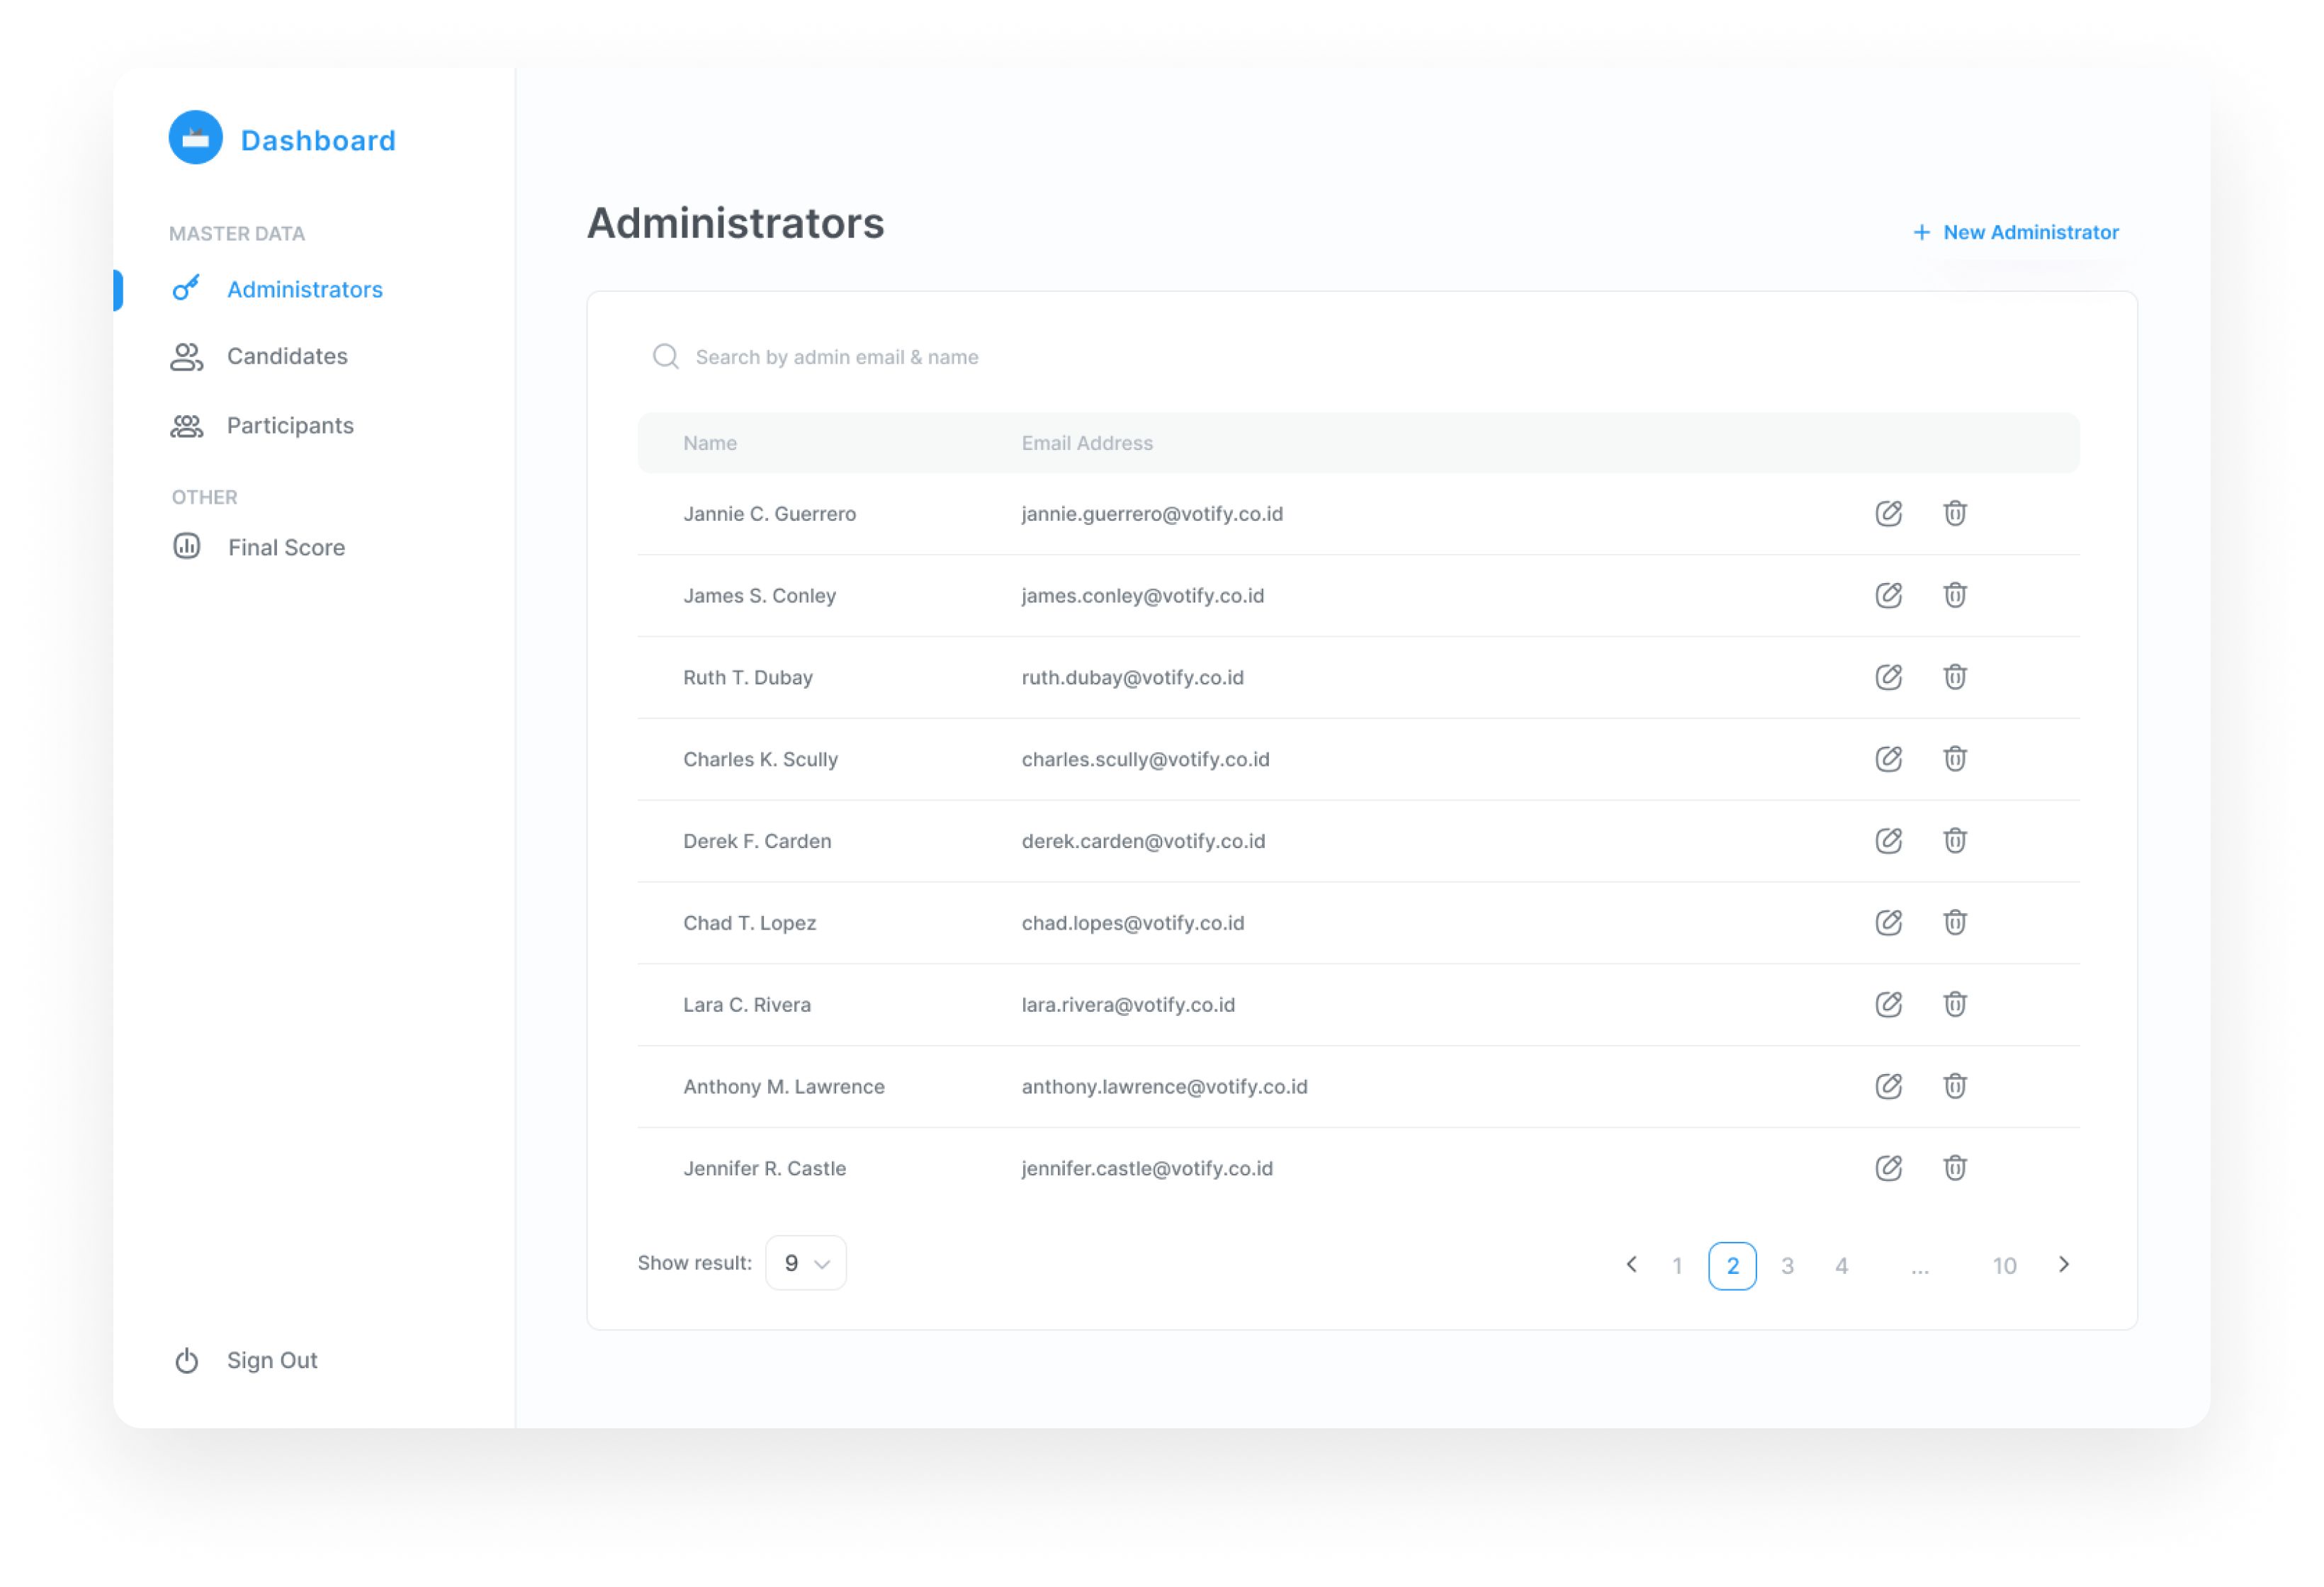 Dashboard
MASTER DATA
Administrators
Candidates
Participants
OTHER
Final Score
Sign Out
Administrators
+ New Administrator
Search by admin email & name
Name Email Address
Jannie C. Guerrero jannie.guerrero@votify.co.id
James S. Conley james.conley@votify.co.id
Ruth T. Dubay ruth.dubay@votify.co.id
Charles K. Scully charles.scully@votify.co.id
Derek F. Carden derek.carden@votify.co.id
Chad T. Lopez chad.lopes@votify.co.id
Lara C. Rivera lara.rivera@votify.co.id
Anthony M. Lawrence anthony.lawrence@votify.co.id
Jennifer R. Castle jennifer.castle@votify.co.id
Show result: 9 1 2 3 4 ... 10